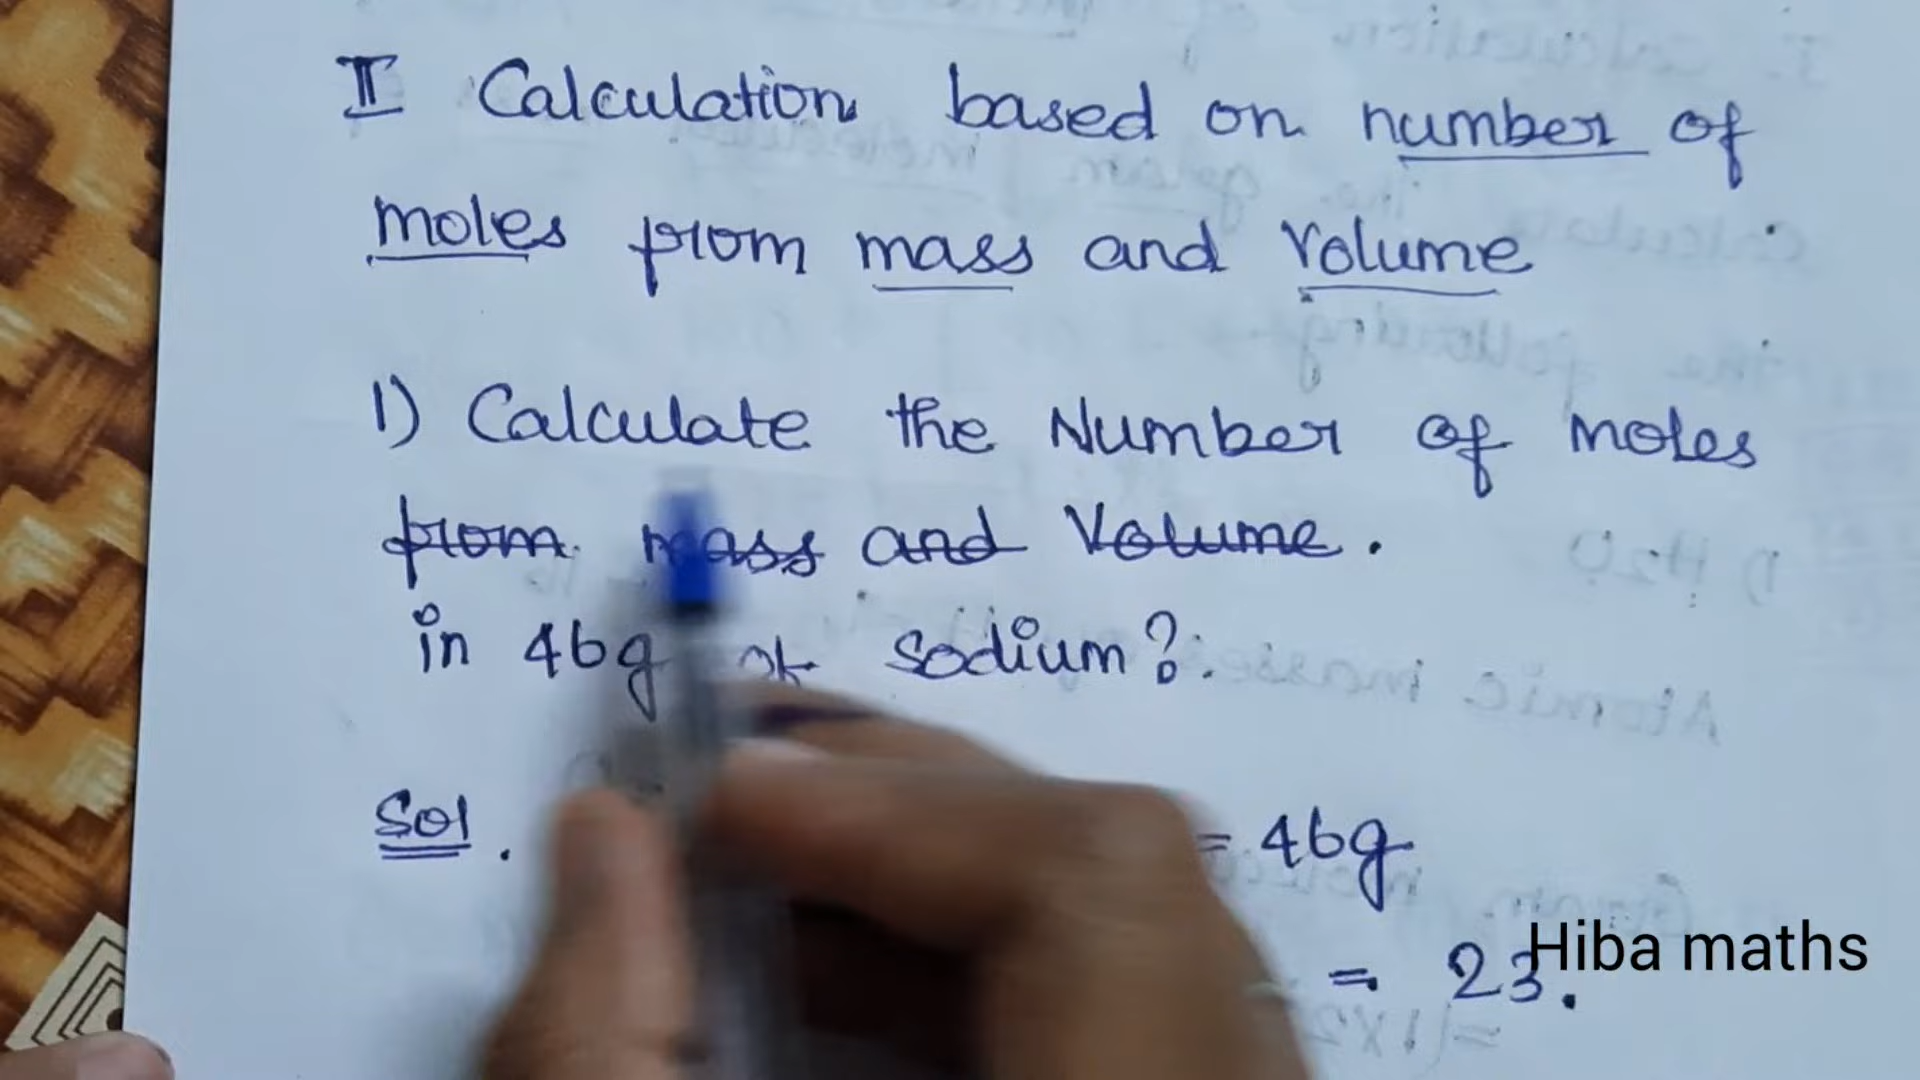 II Calculation based on number of
moles from mass and volume
1) Calculate the Number of moles
from mass and Volume.
in 46g of sodium?.
Sol. = 46g
= 23.
Hiba maths